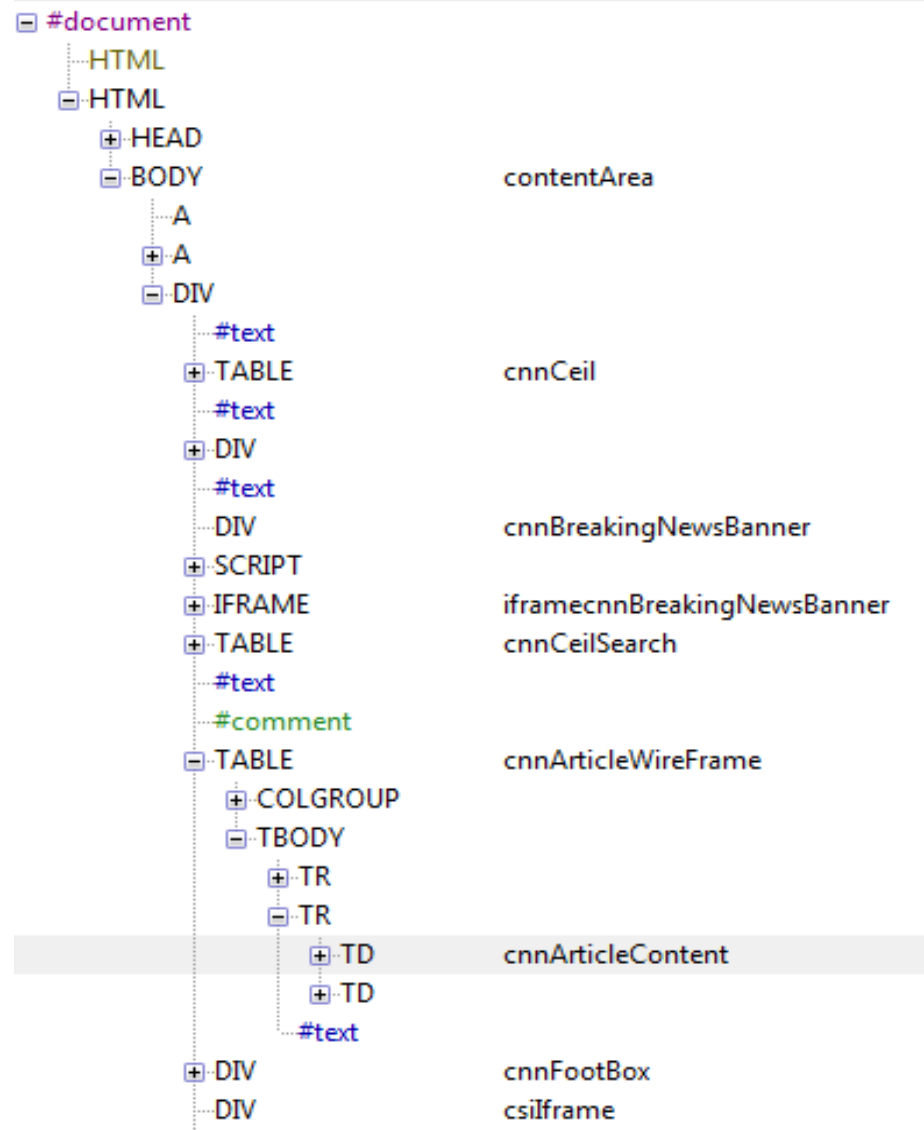 #document
HTML
HTML
HEAD
BODY contentArea
A
A
DIV
#text
TABLE cnnCeil
#text
DIV
#text
DIV cnnBreakingNewsBanner
SCRIPT
IFRAME iframecnnBreakingNewsBanner
TABLE cnnCeilSearch
#text
#comment
TABLE cnnArticleWireFrame
COLGROUP
TBODY
TR
TR
TD cnnArticleContent
TD
#text
DIV cnnFootBox
DIV csiIframe